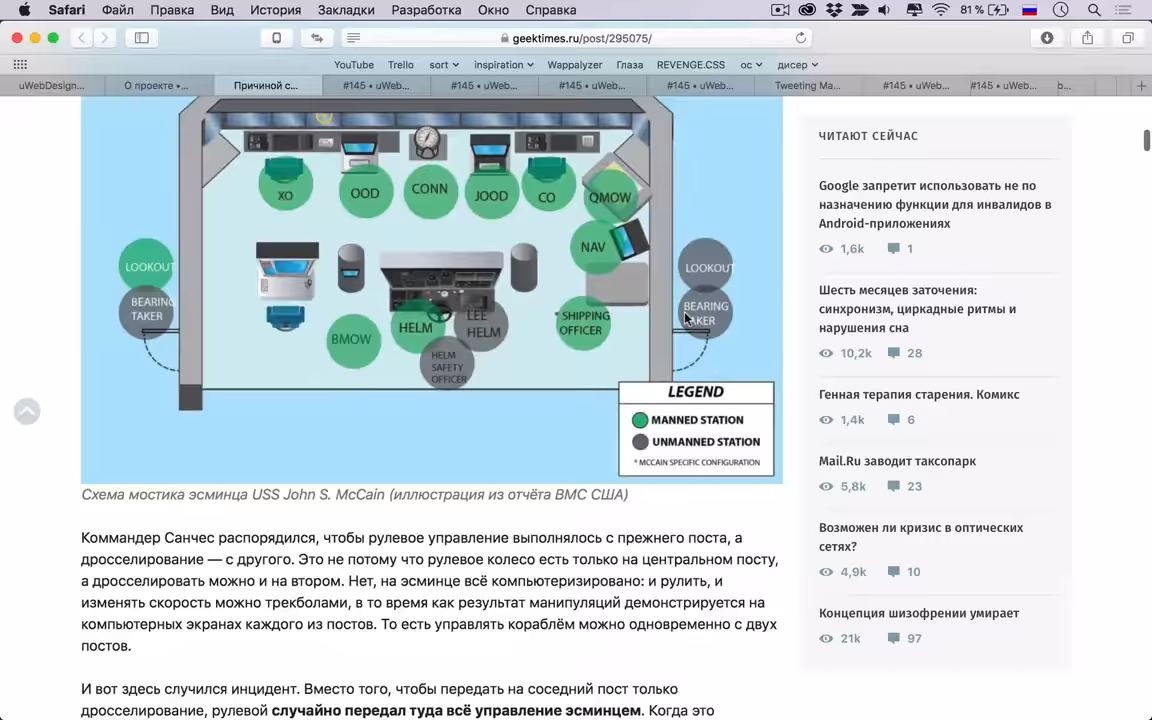 Safari Файл Правка Вид История Закладки Разработка Окно Справка 81 %
geektimes.ru/post/295075/
YouTube Trello sort inspiration Wappalyzer Глаза REVENGE.CSS ос дисер
uWebDesign... О проекте •... Причиной с... #145 • uWeb... #145 • uWeb... #145 • uWeb... #145 • uWeb... Tweeting Ma... #145 • uWeb... #145 • uWeb... b...
XO
OOD
CONN
JOOD
CO
QMOW
NAV
LOOKOUT
BEARING
TAKER
LOOKOUT
BEARING
TAKER
BMOW
HELM
LEE
HELM
HELM
SAFETY
OFFICER
* SHIPPING
OFFICER
LEGEND
MANNED STATION
UNMANNED STATION
* MCCAIN SPECIFIC CONFIGURATION
Схема мостика эсминца USS John S. McCain (иллюстрация из отчёта ВМС США)
Коммандер Санчес распорядился, чтобы рулевое управление выполнялось с прежнего поста, а
дросселирование — с другого. Это не потому что рулевое колесо есть только на центральном посту,
а дросселировать можно и на втором. Нет, на эсминце всё компьютеризировано: и рулить, и
изменять скорость можно трекболами, в то время как результат манипуляций демонстрируется на
компьютерных экранах каждого из постов. То есть управлять кораблём можно одновременно с двух
постов.
И вот здесь случился инцидент. Вместо того, чтобы передать на соседний пост только
дросселирование, рулевой случайно передал туда всё управление эсминцем. Когда это
ЧИТАЮТ СЕЙЧАС
Google запретит использовать не по
назначению функции для инвалидов в
Android-приложениях
1,6k 1
Шесть месяцев заточения:
синхронизм, циркадные ритмы и
нарушения сна
10,2k 28
Генная терапия старения. Комикс
1,4k 6
Mail.Ru заводит таксопарк
5,8k 23
Возможен ли кризис в оптических
сетях?
4,9k 10
Концепция шизофрении умирает
21k 97